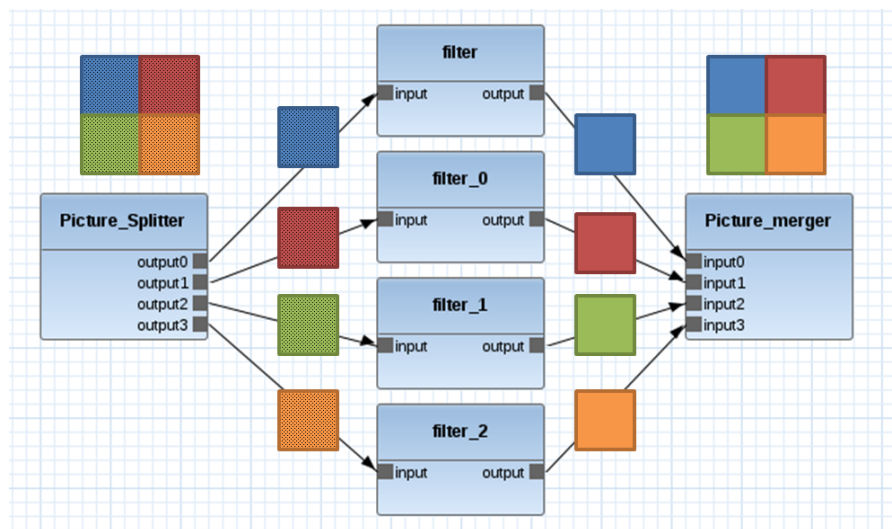 Picture_Splitter
output0
output1
output2
output3
filter
input output
filter_0
input output
filter_1
input output
filter_2
input output
Picture_merger
input0
input1
input2
input3